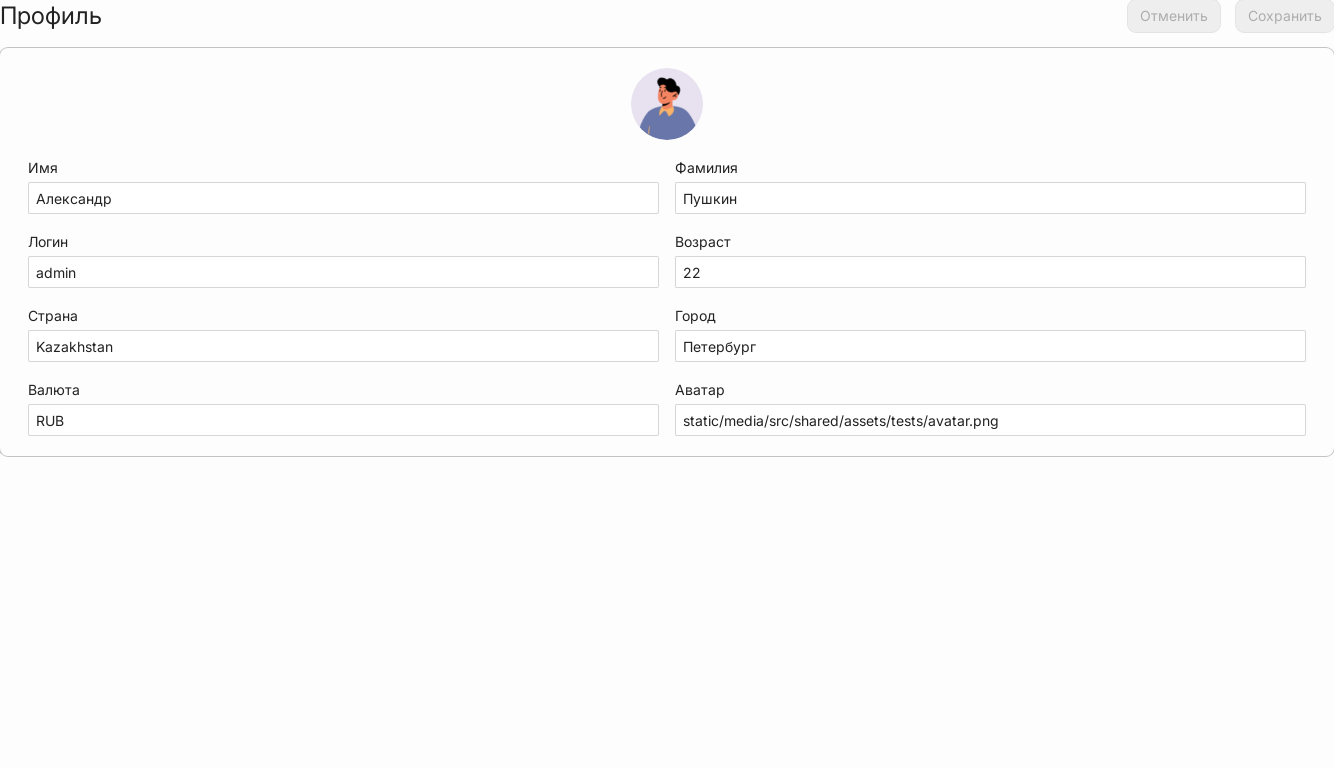 Профиль
Отменить
Сохранить
Имя
Фамилия
Александр
Пушкин
Логин
Возраст
admin
22
Страна
Город
Kazakhstan
Петербург
Валюта
Аватар
RUB
static/media/src/shared/assets/tests/avatar.png